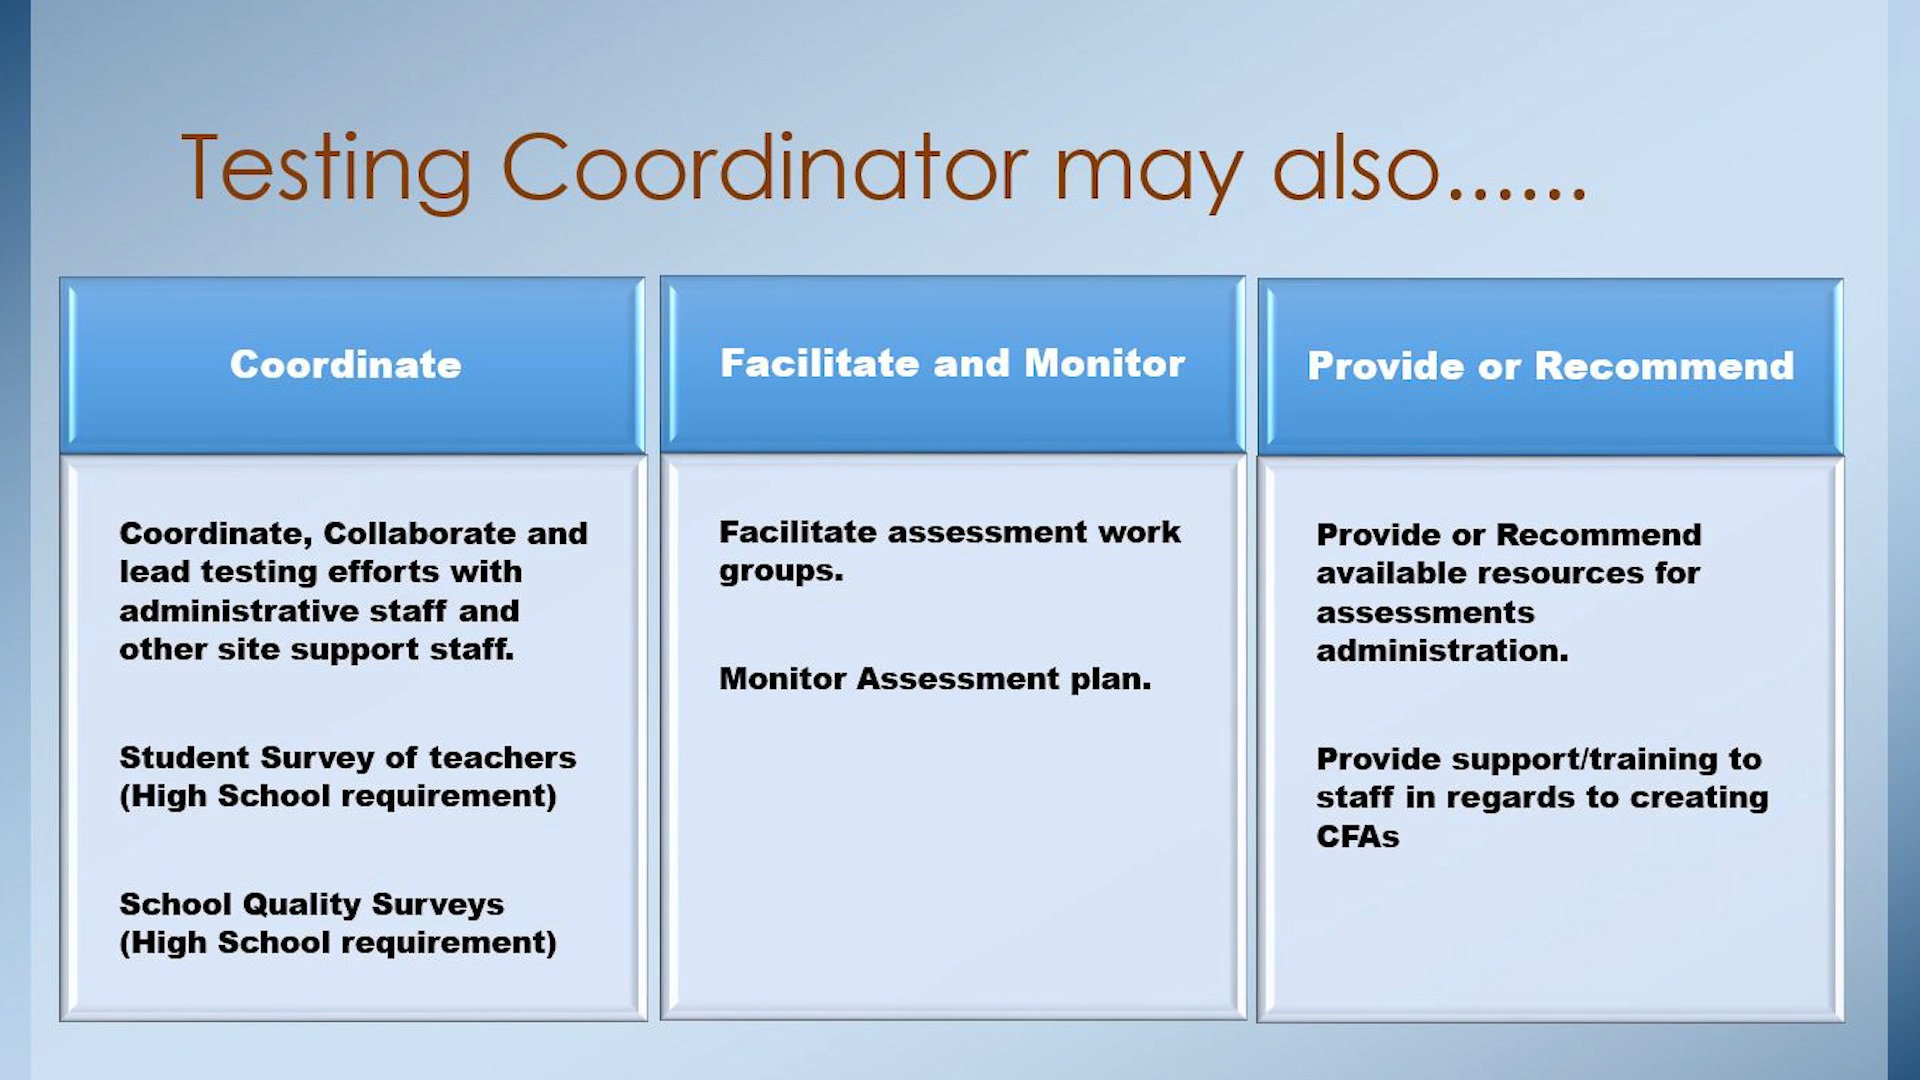 Testing Coordinator may also......
Coordinate
Coordinate, Collaborate and
lead testing efforts with
administrative staff and
other site support staff.
Student Survey of teachers
(High School requirement)
School Quality Surveys
(High School requirement)
Facilitate and Monitor
Facilitate assessment work
groups.
Monitor Assessment plan.
Provide or Recommend
Provide or Recommend
available resources for
assessments
administration.
Provide support/training to
staff in regards to creating
CFAs